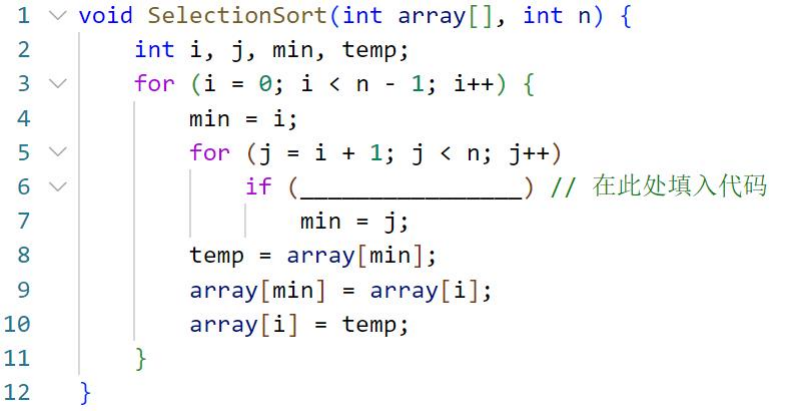 1 void SelectionSort(int array[], int n) {
2     int i, j, min, temp;
3     for (i = 0; i < n - 1; i++) {
4         min = i;
5         for (j = i + 1; j < n; j++)
6             if (________________) // 在此处填入代码
7                 min = j;
8         temp = array[min];
9         array[min] = array[i];
10         array[i] = temp;
11     }
12 }